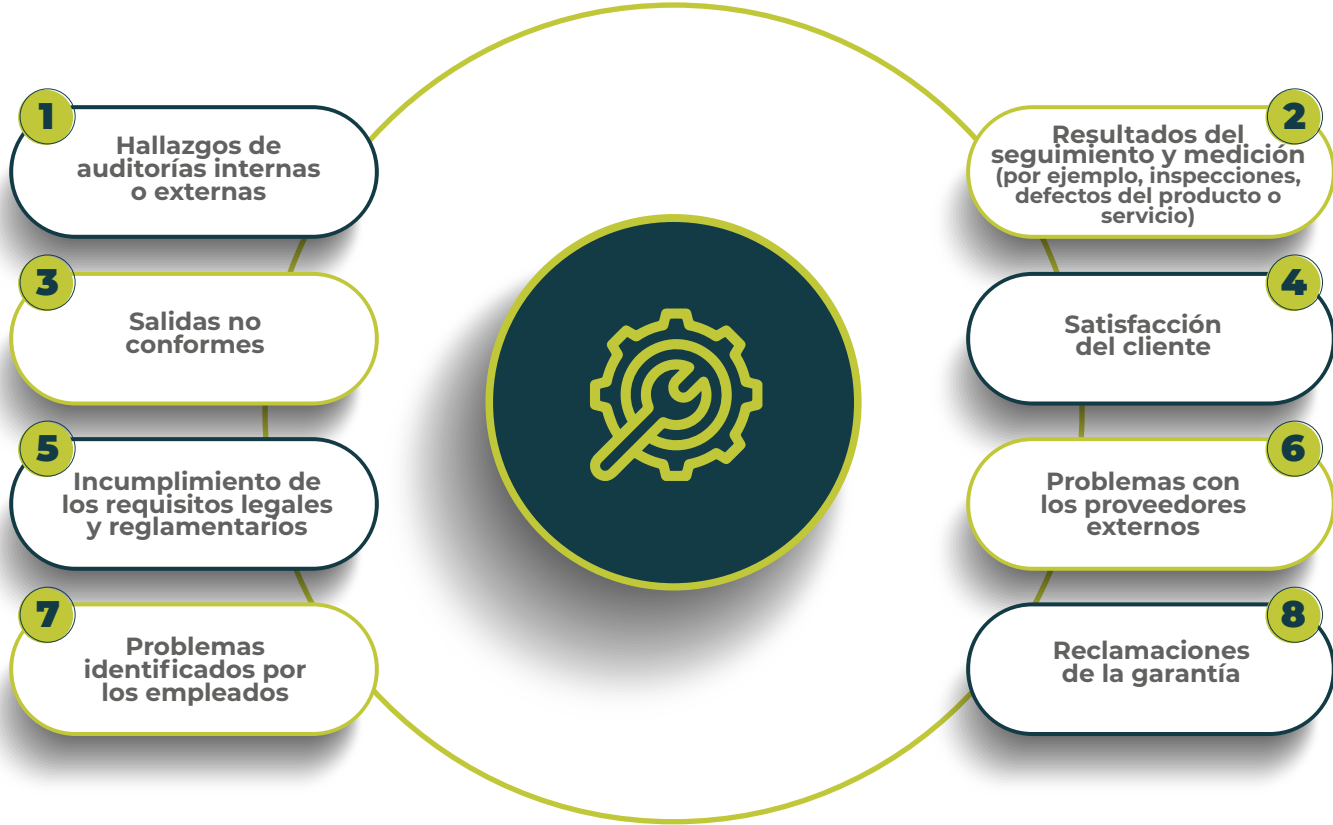 1
Hallazgos de
auditorías internas
o externas
2
Resultados del
seguimiento y medición
(por ejemplo, inspecciones,
defectos del producto o
servicio)
3
Salidas no
conformes
4
Satisfacción
del cliente
5
Incumplimiento de
los requisitos legales
y reglamentarios
6
Problemas con
los proveedores
externos
7
Problemas
identificados por
los empleados
8
Reclamaciones
de la garantía